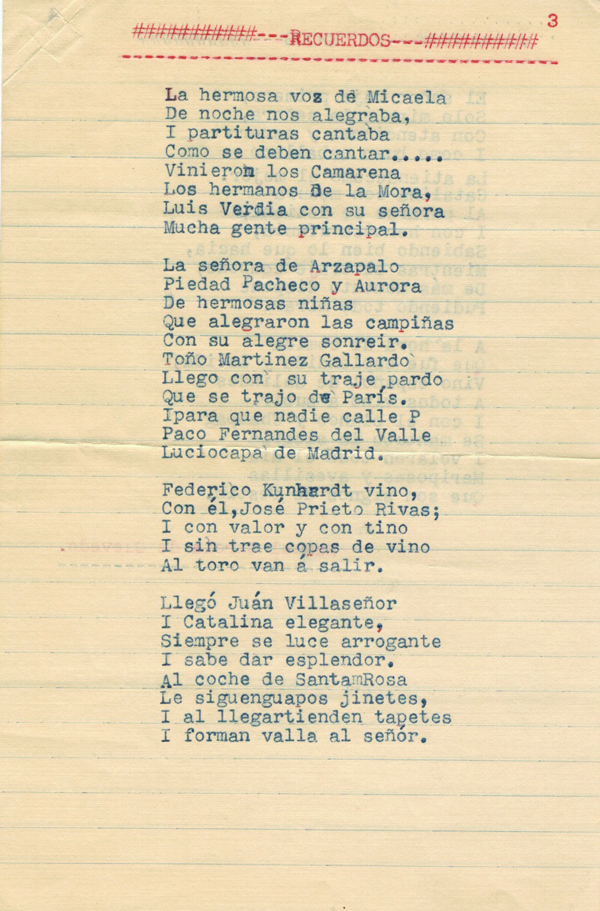 3
###########---RECUERDOS---##########
La hermosa voz de Micaela
De noche nos alegraba,
I partituras cantaba
Como se deben cantar.....
Vinieron los Camarena
Los hermanos de la Mora,
Luis Verdia con su señora
Mucha gente principal.
La señora de Arzapalo
Piedad Pacheco y Aurora
De hermosas niñas
Que alegraron las campiñas
Con su alegre sonreir.
Toño Martinez Gallardo
Llego con su traje pardo
Que se trajo de París.
Ipara que nadie calle P
Paco Fernandes del Valle
Luciocapa de Madrid.
Federico Kunhardt vino,
Con él,José Prieto Rivas;
I con valor y con tino
I sin trae copas de vino
Al toro van á salir.
Llegó Juán Villaseñor
I Catalina elegante,
Siempre se luce arrogante
I sabe dar esplendor.
Al coche de SantamRosa
Le siguenguapos jinetes,
I al llegartienden tapetes
I forman valla al señór.